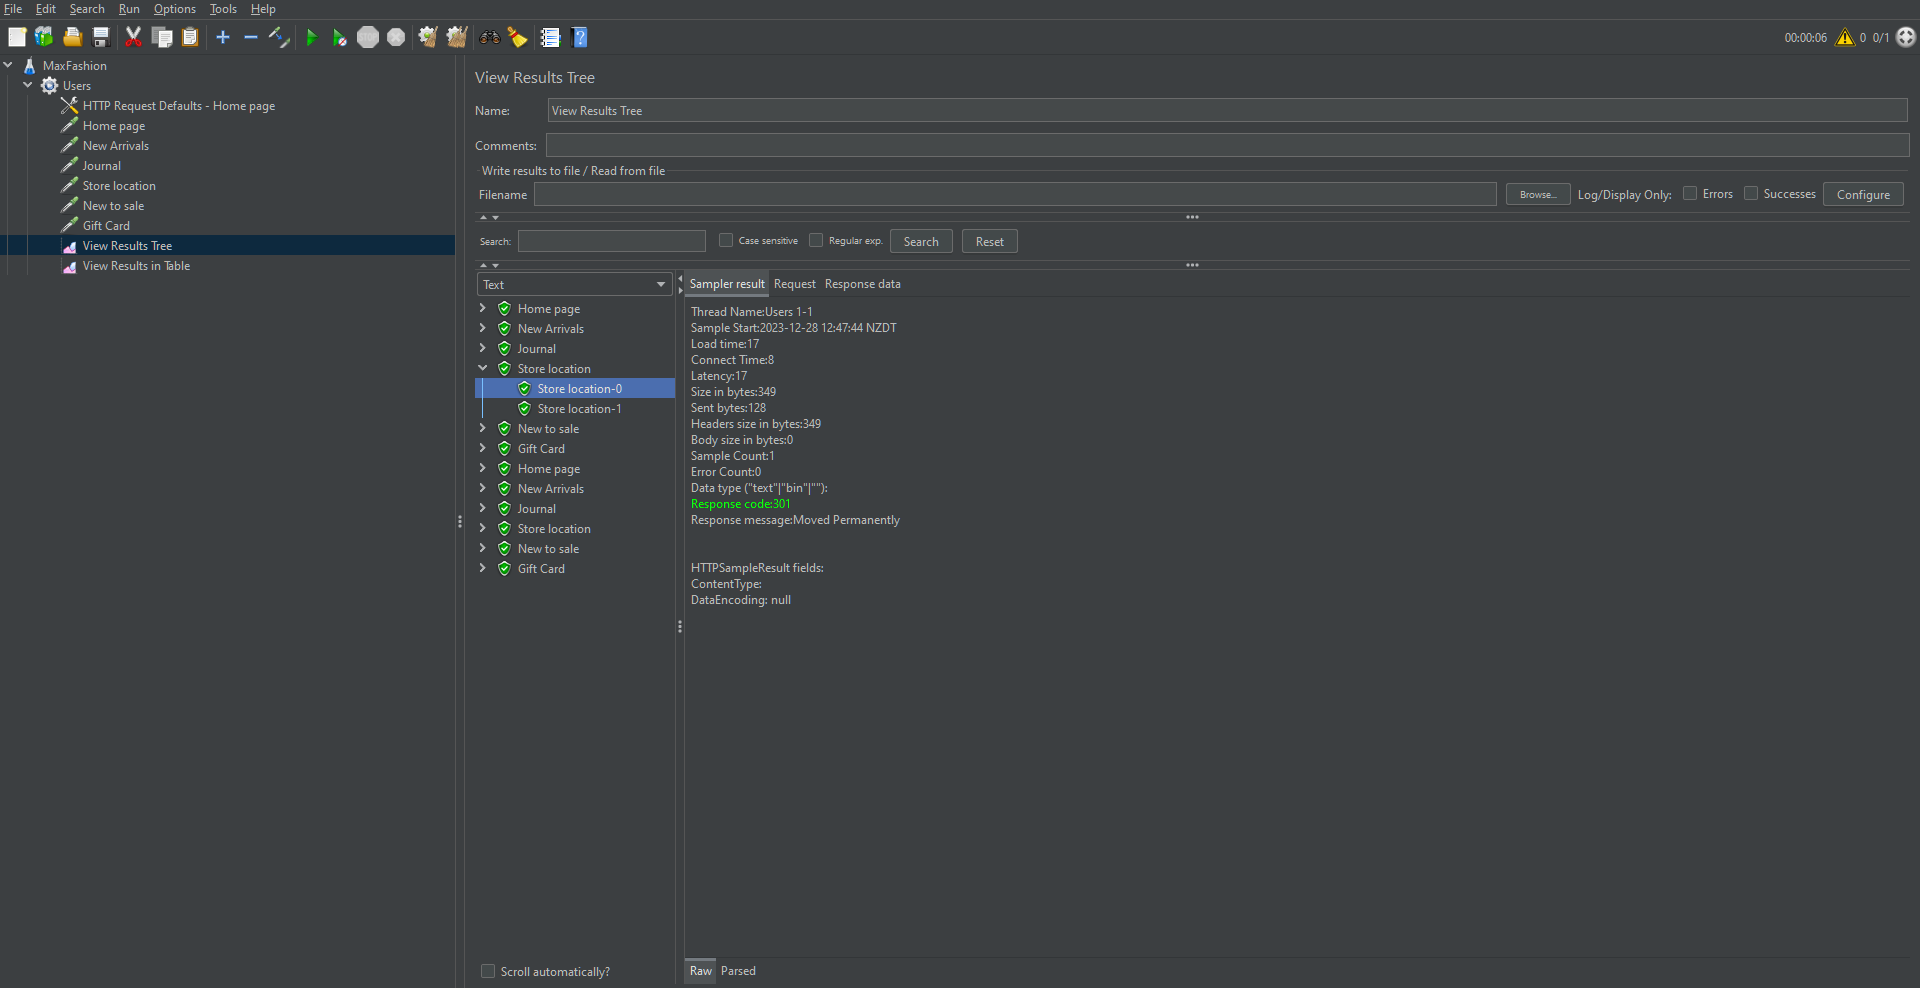 File Edit Search Run Options Tools Help
STOP
00:00:06 0 0/1
MaxFashion
Users
HTTP Request Defaults - Home page
Home page
New Arrivals
Journal
Store location
New to sale
Gift Card
View Results Tree
View Results in Table
View Results Tree
Name: View Results Tree
Comments:
Write results to file / Read from file
Filename Browse... Log/Display Only: Errors Successes Configure
Search: Case sensitive Regular exp. Search Reset
Text
Home page
New Arrivals
Journal
Store location
Store location-0
Store location-1
New to sale
Gift Card
Home page
New Arrivals
Journal
Store location
New to sale
Gift Card
Scroll automatically?
Sampler result Request Response data
Thread Name:Users 1-1
Sample Start:2023-12-28 12:47:44 NZDT
Load time:17
Connect Time:8
Latency:17
Size in bytes:349
Sent bytes:128
Headers size in bytes:349
Body size in bytes:0
Sample Count:1
Error Count:0
Data type ("text"|"bin"|""):
Response code:301
Response message:Moved Permanently
HTTPSampleResult fields:
ContentType:
DataEncoding: null
Raw Parsed